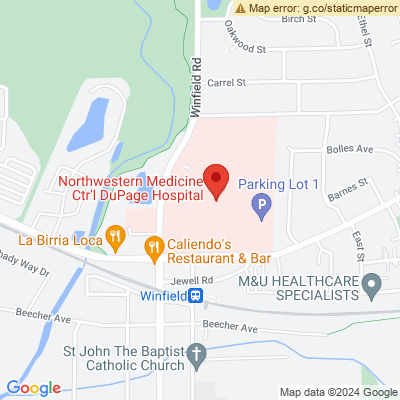 Map error: g.co/staticmaperror
Birch St
Oakwood St
Ethel St
Winfield Rd
Carrel St
Bolles Ave
Northwestern Medicine
Ctr'l DuPage Hospital
Parking Lot 1
Barnes St
La Birria Loca
Caliendo's
Restaurant & Bar
East St
hady Way Dr
Jewell Rd
M&U HEALTHCARE
SPECIALISTS
Winfield
Beecher Ave
Beecher Ave
St John The Baptist
Catholic Church
Google
Map data ©2024 Google